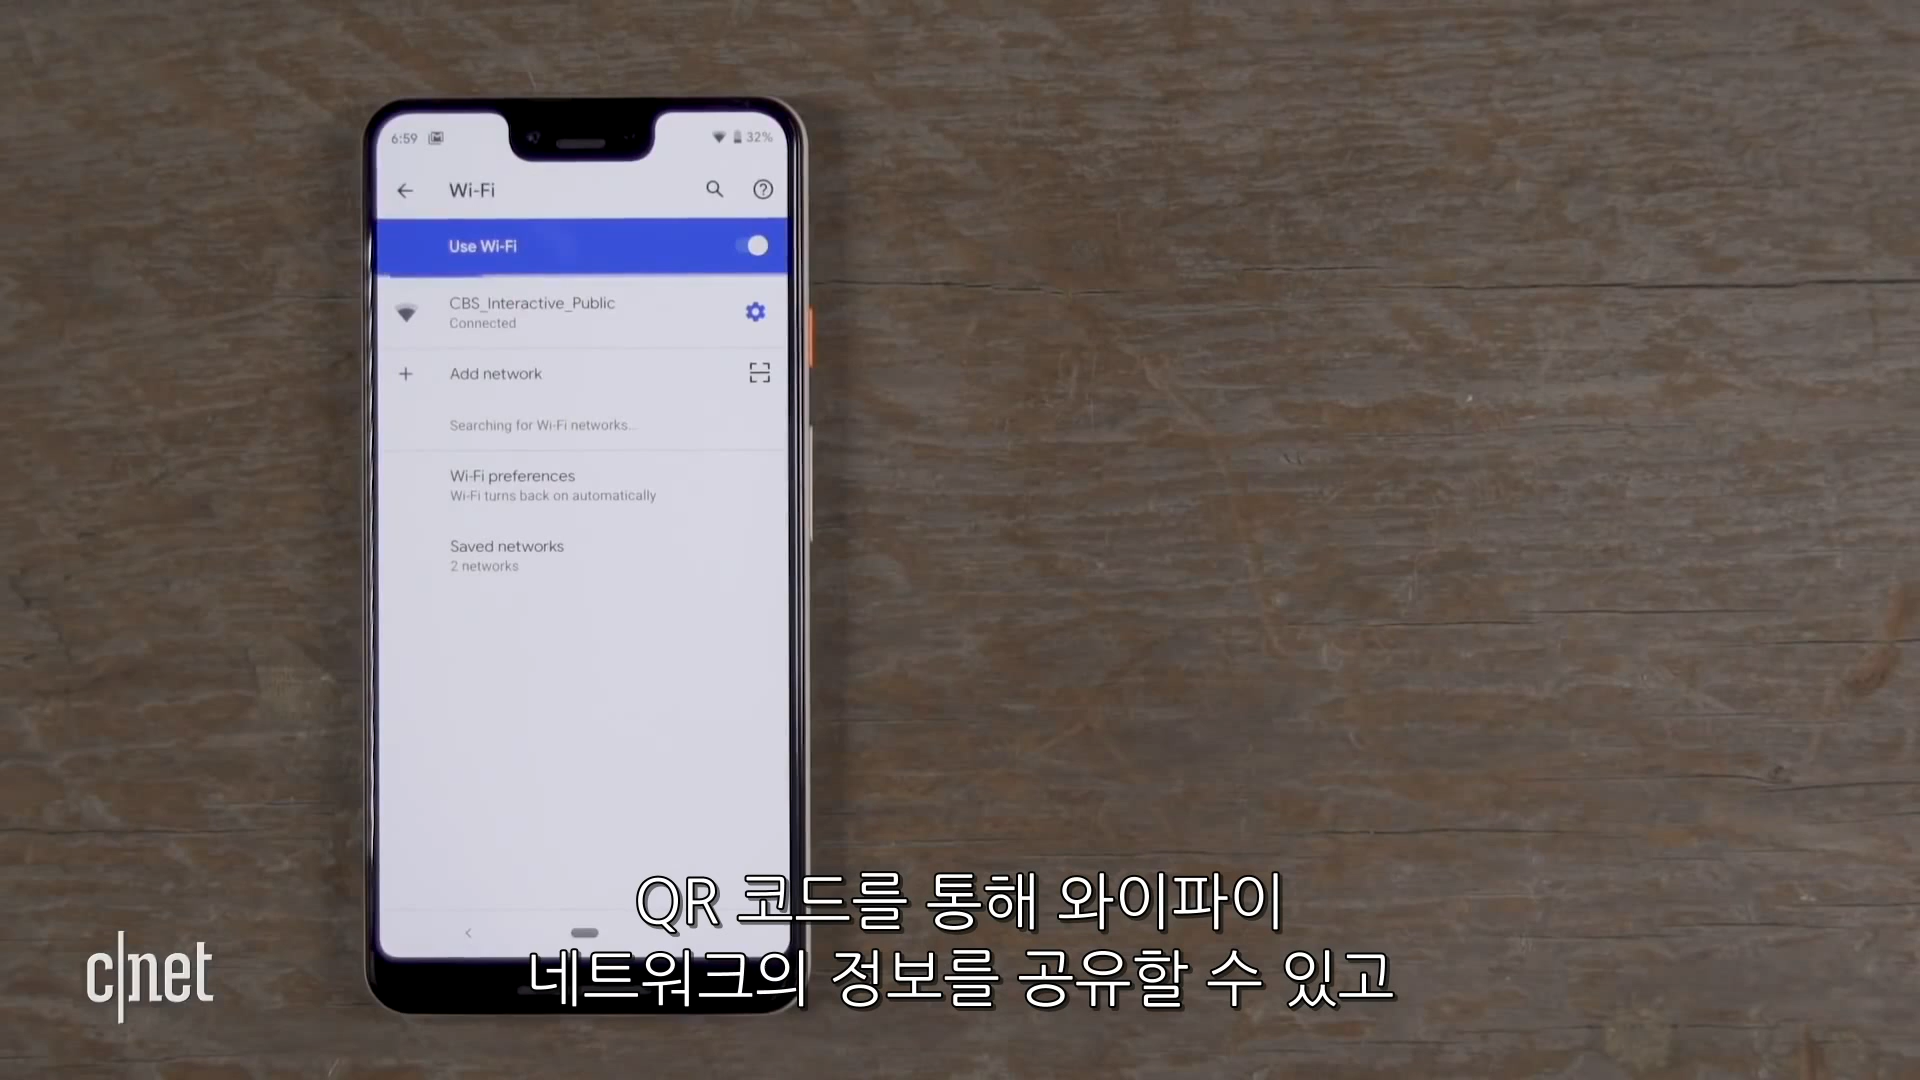 6:59
32%
Wi-Fi
Use Wi-Fi
CBS_Interactive_Public
Connected
Add network
Searching for Wi-Fi networks...
Wi-Fi preferences
Wi-Fi turns back on automatically
Saved networks
2 networks
QR 코드를 통해 와이파이
네트워크의 정보를 공유할 수 있고
c|net